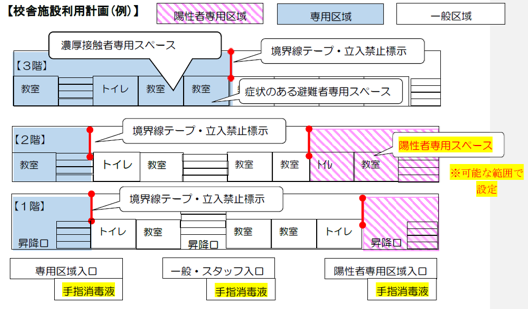 【校舎施設利用計画(例)】
陽性者専用区域
専用区域
一般区域
濃厚接触者専用スペース
境界線テープ・立入禁止標示
【3階】
教室
トイレ
教室
教室
症状のある避難者専用スペース
境界線テープ・立入禁止標示
【2階】
教室
トイレ
教室
教室
教室
ﾄｲﾚ
教室
陽性者専用スペース
※可能な範囲で
設定
境界線テープ・立入禁止標示
【1階】
昇降口
トイレ
教室
昇降口
教室
教室
トイレ
昇降口
専用区域入口
手指消毒液
一般・スタッフ入口
手指消毒液
陽性者専用区域入口
手指消毒液